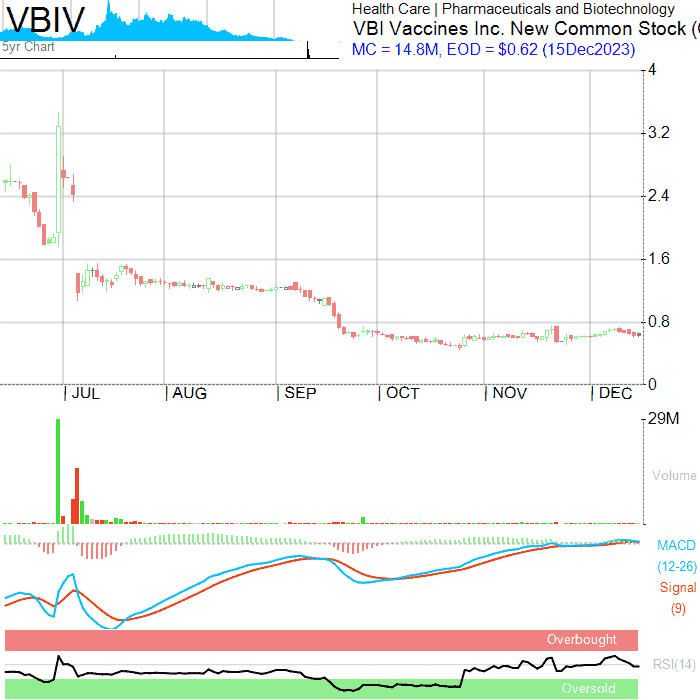 VBIV
5yr Chart
Health Care | Pharmaceuticals and Biotechnology
VBI Vaccines Inc. New Common Stock (
MC = 14.8M, EOD = $0.62 (15Dec2023)
4
3.2
2.4
1.6
0.8
0
| JUL | AUG | SEP | OCT | NOV | DEC
29M
Volume
MACD
(12-26)
Signal
(9)
Overbought
RSI(14)
Oversold